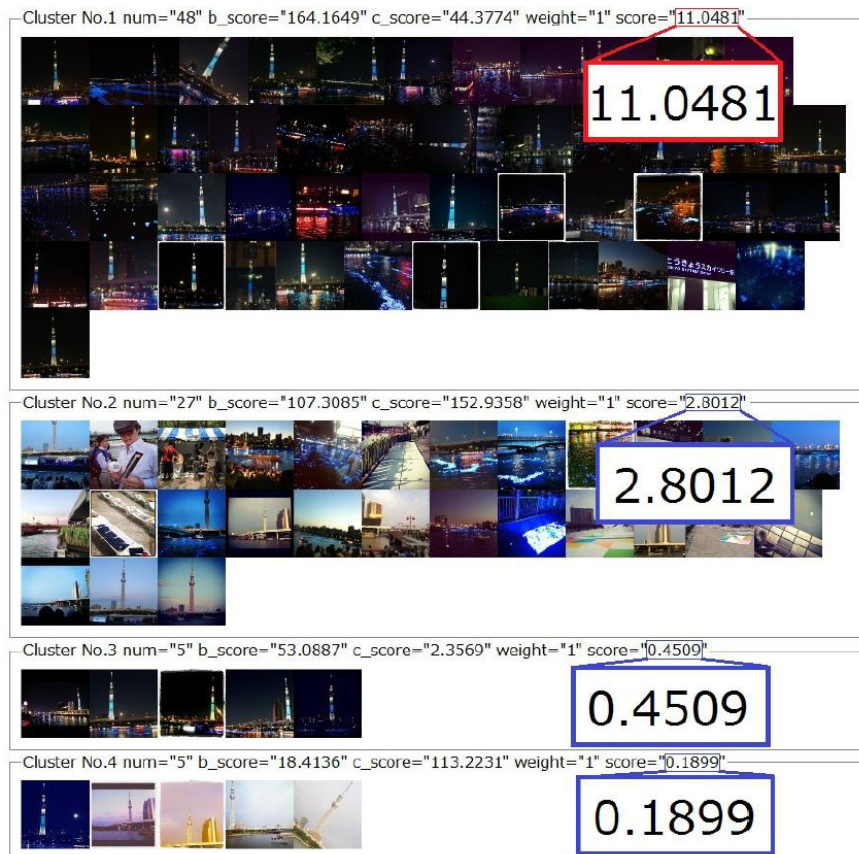 Cluster No.1 num="48" b_score="164.1649" c_score="44.3774" weight="1" score="11.0481"
11.0481
Cluster No.2 num="27" b_score="107.3085" c_score="152.9358" weight="1" score="2.8012"
2.8012
Cluster No.3 num="5" b_score="53.0887" c_score="2.3569" weight="1" score="0.4509"
0.4509
Cluster No.4 num="5" b_score="18.4136" c_score="113.2231" weight="1" score="0.1899"
0.1899